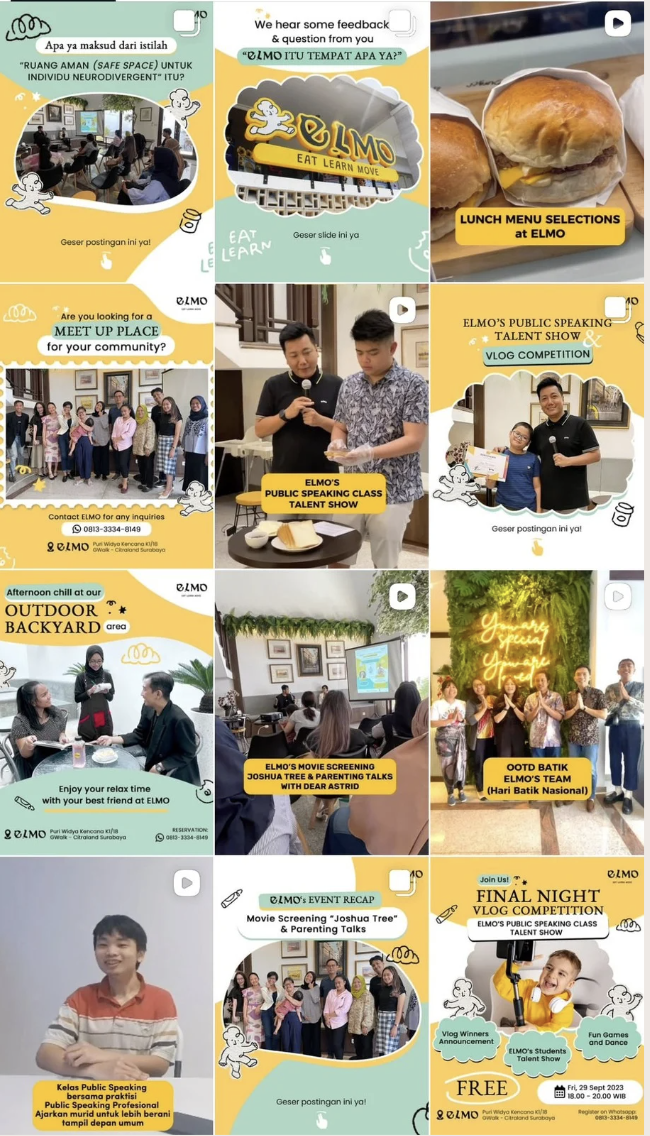 Apa ya maksud dari istilah
"RUANG AMAN (SAFE SPACE) UNTUK
INDIVIDU NEURODIVERGENT" ITU?
Geser postingan ini ya!
We hear some feedback
& question from you
"ELMO ITU TEMPAT APA YA?"
ELMO
EAT LEARN MOVE
Geser slide ini ya
EAT
LEARN
LUNCH MENU SELECTIONS
at ELMO
ELMO
Are you looking for a
MEET UP PLACE
for your community?
Contact ELMO for any inquiries
0813-3334-8149
ELMO
Puri Widya Kencana K1/18
GWalk - Citraland Surabaya
ELMO'S
PUBLIC SPEAKING CLASS
TALENT SHOW
ELMO'S PUBLIC SPEAKING
TALENT SHOW &
VLOG COMPETITION
Geser postingan ini ya!
ELMO
Afternoon chill at our
OUTDOOR
BACKYARD area
Enjoy your relax time
with your best friend at ELMO
ELMO
Puri Widya Kencana K1/18
GWalk - Citraland Surabaya
RESERVATION:
0813-3334-8149
ELMO'S MOVIE SCREENING
JOSHUA TREE & PARENTING TALKS
WITH DEAR ASTRID
You are
special
You are
loved
OOTD BATIK
ELMO'S TEAM
(Hari Batik Nasional)
Kelas Public Speaking
bersama praktisi
Public Speaking Profesional
Ajarkan murid untuk lebih berani
tampil depan umum
ELMO's EVENT RECAP
Movie Screening "Joshua Tree"
& Parenting Talks
Geser postingan ini ya!
ELMO
Join Us!
FINAL NIGHT
VLOG COMPETITION
ELMO'S PUBLIC SPEAKING CLASS
TALENT SHOW
Vlog Winners
Announcement
ELMO's Students
Talent Show
Fun Games
and Dance
FREE
Fri, 29 Sept 2023
18.00 - 20.00 WIB
ELMO
Puri Widya Kencana K1/18
GWalk - Citraland Surabaya
Register on Whatsapp:
0813-3334-8149